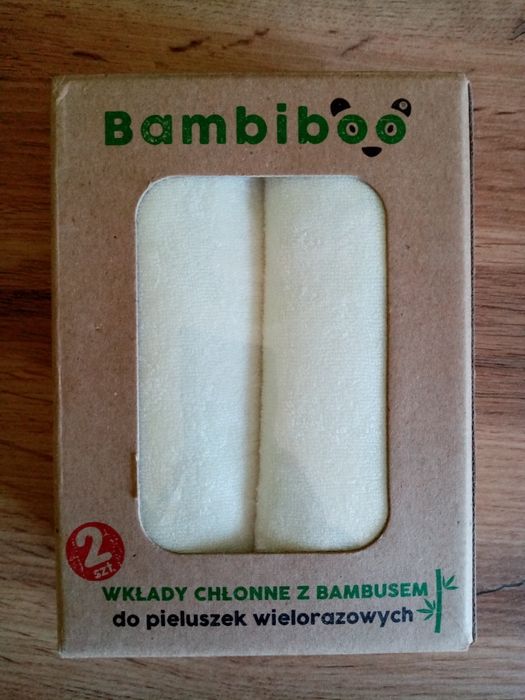 Bambiboo
2
szt.
WKŁADY CHŁONNE Z BAMBUSEM
do pieluszek wielorazowych